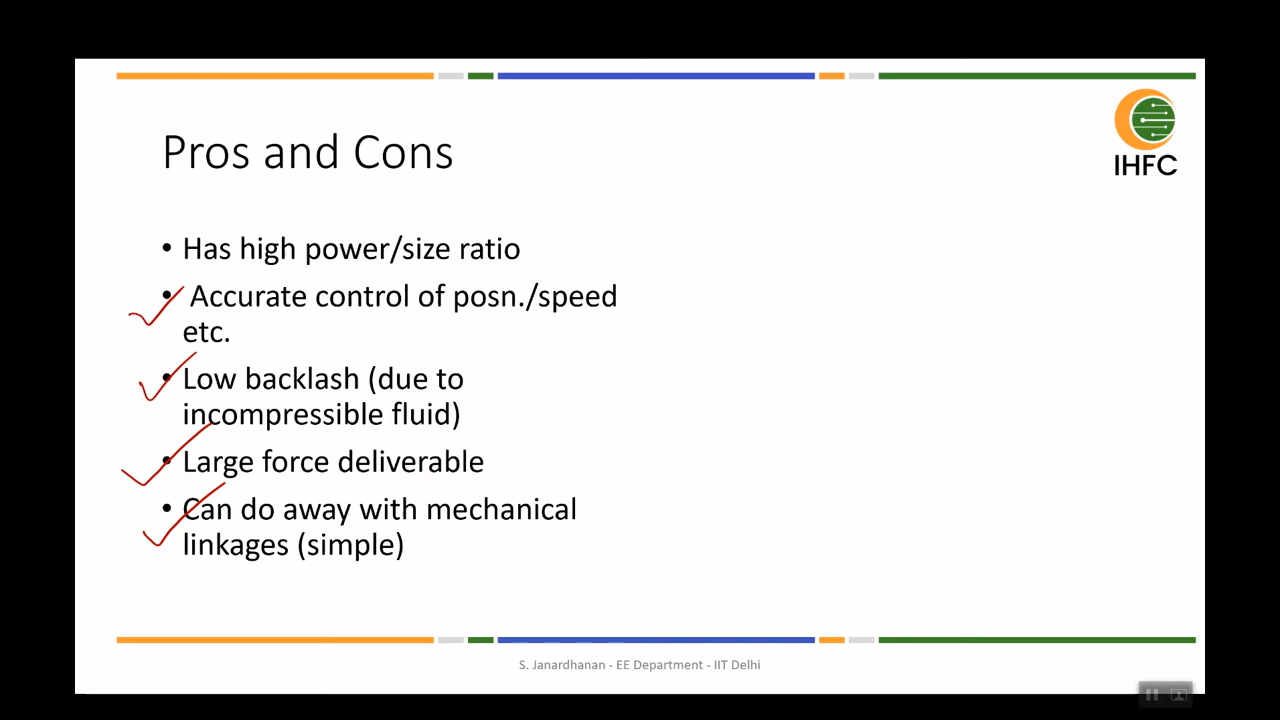 IHFC
Pros and Cons
• Has high power/size ratio
• Accurate control of posn./speed
etc.
• Low backlash (due to
incompressible fluid)
• Large force deliverable
• Can do away with mechanical
linkages (simple)
S. Janardhanan - EE Department - IIT Delhi